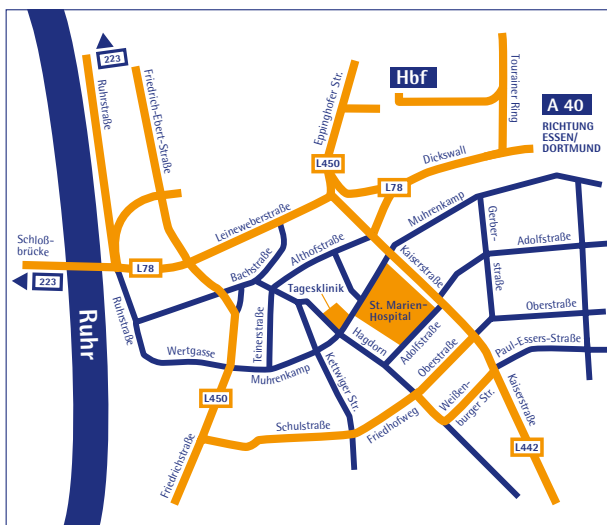 223
Ruhrstraße
Friedrich-Ebert-Straße
Eppinghofer Str.
Hbf
Tourainer Ring
A 40
RICHTUNG
ESSEN/
DORTMUND
L450
Dickswall
L78
Leineweberstraße
Muhrenkamp
Gerber-
straße
Adolfstraße
Schloß-
brücke
L78
223
Bachstraße
Althofstraße
Kaiserstraße
Tagesklinik
St. Marien-
Hospital
Ruhr
Ruhrstraße
Teinerstraße
Wertgasse
Muhrenkamp
Hagdorn
Adolfstraße
Oberstraße
Oberstraße
Paul-Essers-Straße
Kettwiger Str.
L450
Weißen-
burger Str.
Kaiserstraße
Friedhofweg
Schulstraße
Friedrichstraße
L442